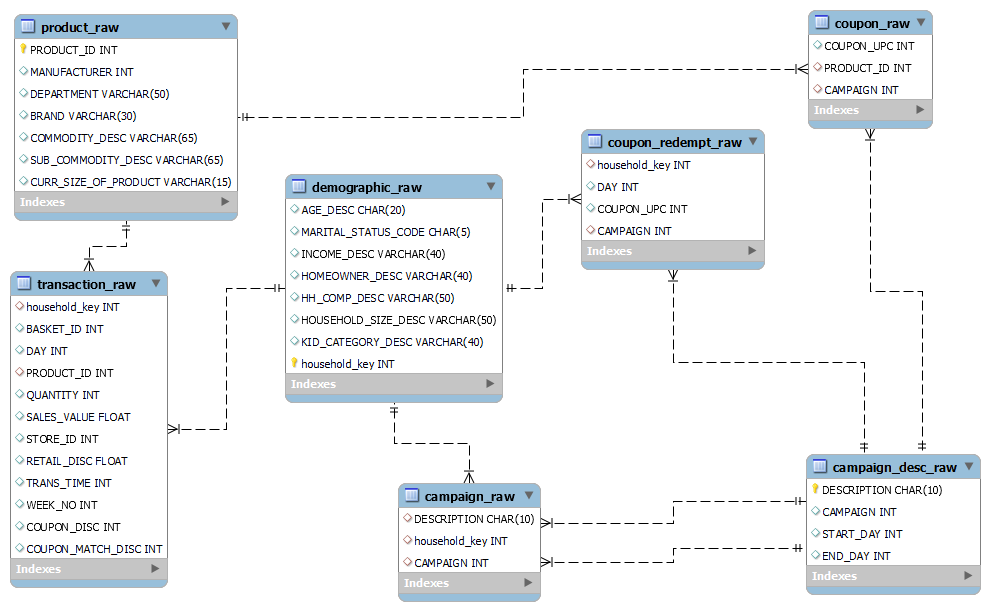 product_raw
PRODUCT_ID INT
MANUFACTURER INT
DEPARTMENT VARCHAR(50)
BRAND VARCHAR(30)
COMMODITY_DESC VARCHAR(65)
SUB_COMMODITY_DESC VARCHAR(65)
CURR_SIZE_OF_PRODUCT VARCHAR(15)
Indexes
coupon_raw
COUPON_UPC INT
PRODUCT_ID INT
CAMPAIGN INT
Indexes
coupon_redempt_raw
household_key INT
DAY INT
COUPON_UPC INT
CAMPAIGN INT
Indexes
demographic_raw
AGE_DESC CHAR(20)
MARITAL_STATUS_CODE CHAR(5)
INCOME_DESC VARCHAR(40)
HOMEOWNER_DESC VARCHAR(40)
HH_COMP_DESC VARCHAR(50)
HOUSEHOLD_SIZE_DESC VARCHAR(50)
KID_CATEGORY_DESC VARCHAR(40)
household_key INT
Indexes
transaction_raw
household_key INT
BASKET_ID INT
DAY INT
PRODUCT_ID INT
QUANTITY INT
SALES_VALUE FLOAT
STORE_ID INT
RETAIL_DISC FLOAT
TRANS_TIME INT
WEEK_NO INT
COUPON_DISC INT
COUPON_MATCH_DISC INT
Indexes
campaign_raw
DESCRIPTION CHAR(10)
household_key INT
CAMPAIGN INT
Indexes
campaign_desc_raw
DESCRIPTION CHAR(10)
CAMPAIGN INT
START_DAY INT
END_DAY INT
Indexes